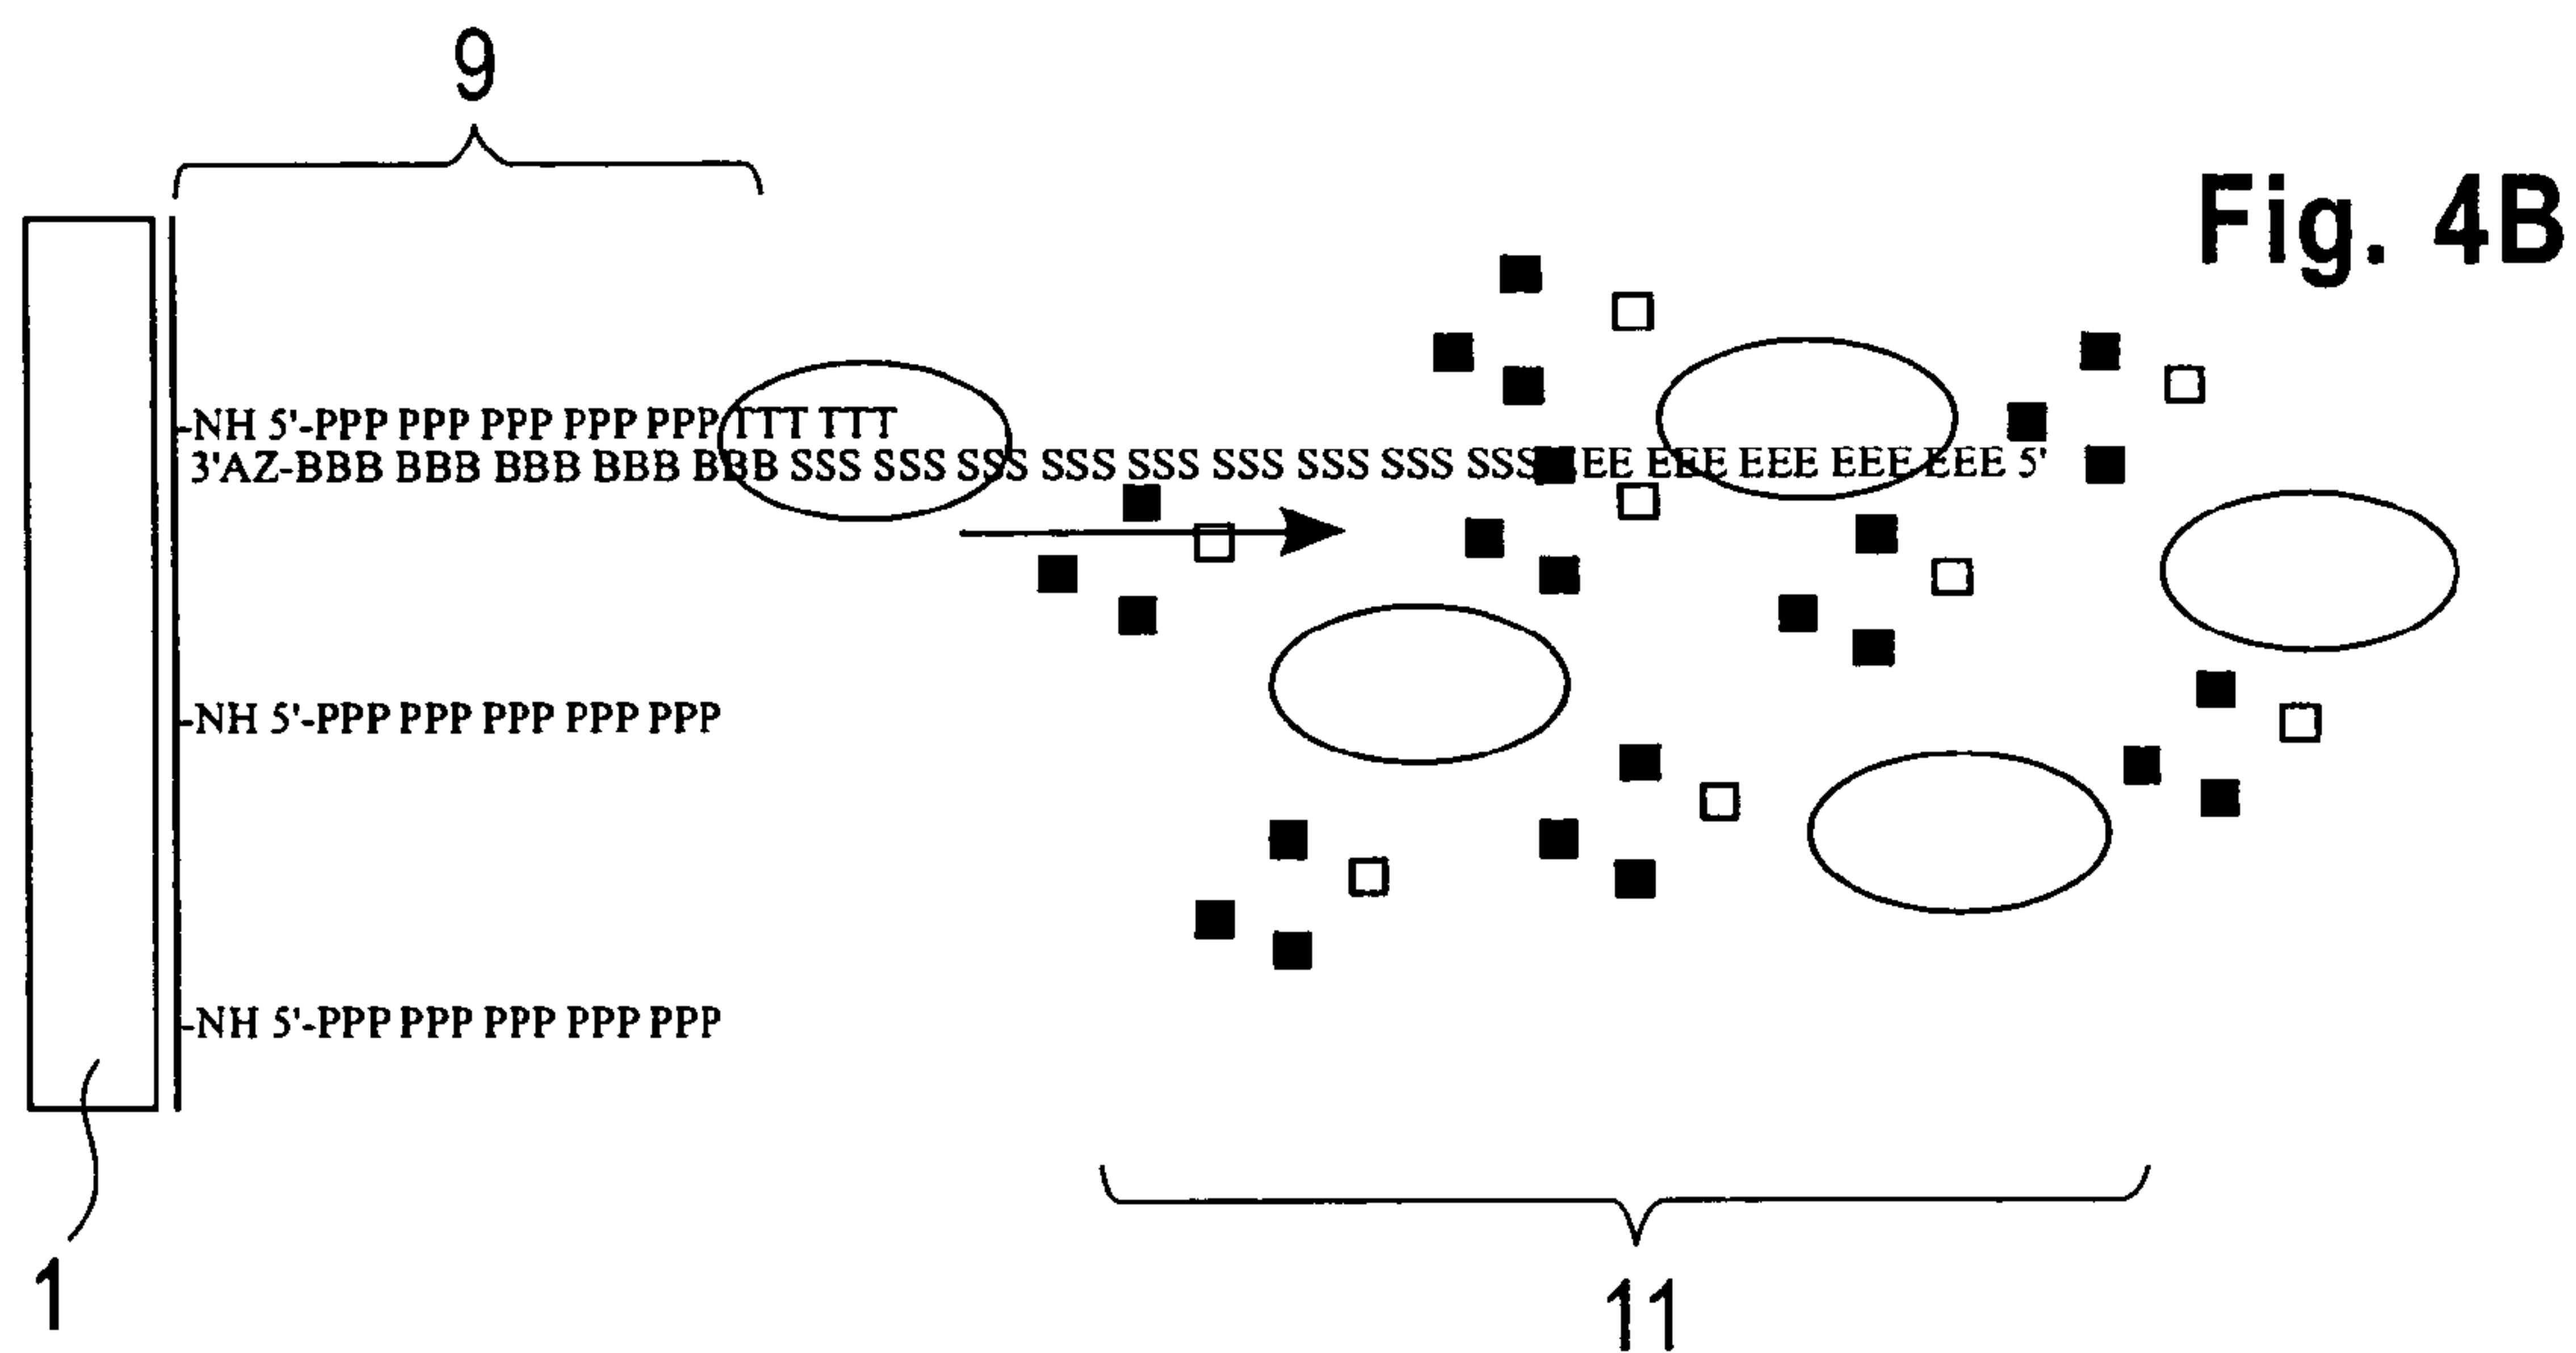 9
Fig. 4B
-NH 5'-PPP PPP PPP PPP PPP TTT TTT
3'AZ-BBB BBB BBB BBB BBB SSS SSS SSS SSS SSS SSS SSS SSS SSS EE EEE EEE EEE EEE 5'
-NH 5'-PPP PPP PPP PPP PPP
-NH 5'-PPP PPP PPP PPP PPP
1
11